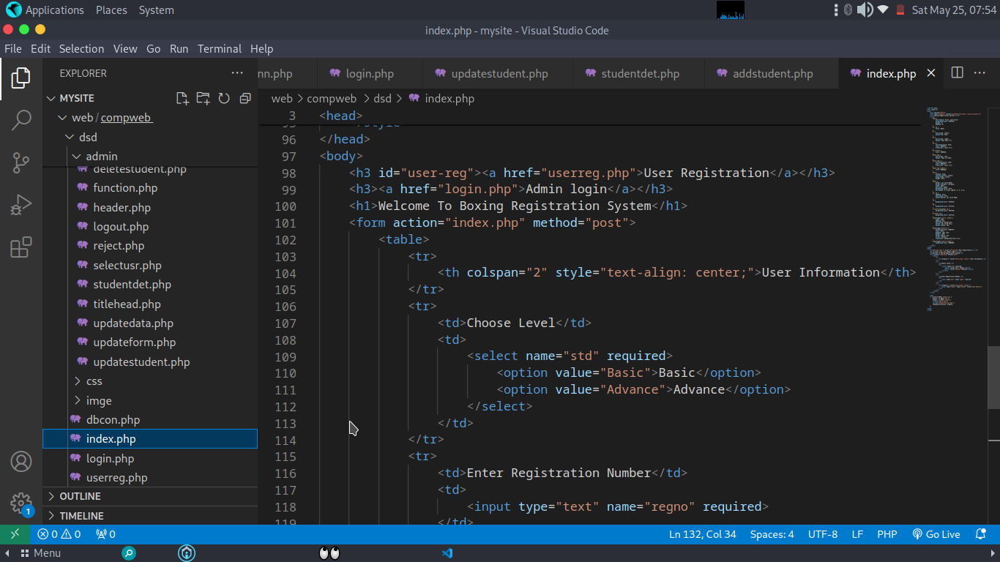 Applications Places System Sat May 25, 07:54
index.php - mysite - Visual Studio Code
File Edit Selection View Go Run Terminal Help
EXPLORER
nn.php login.php updatestudent.php studentdet.php addstudent.php index.php
MYSITE
web / compweb
dsd
admin
deletestudent.php
function.php
header.php
logout.php
reject.php
selectusr.php
studentdet.php
titlehead.php
updatedata.php
updateform.php
updatestudent.php
css
imge
dbcon.php
index.php
login.php
userreg.php
OUTLINE
TIMELINE
1
web > compweb > dsd > index.php
3 <head>
95 </style>
96 </head>
97 <body>
98 <h3 id="user-reg"><a href="userreg.php">User Registration</a></h3>
99 <h3><a href="login.php">Admin login</a></h3>
100 <h1>Welcome To Boxing Registration System</h1>
101 <form action="index.php" method="post">
102 <table>
103 <tr>
104 <th colspan="2" style="text-align: center;">User Information</th>
105 </tr>
106 <tr>
107 <td>Choose Level</td>
108 <td>
109 <select name="std" required>
110 <option value="Basic">Basic</option>
111 <option value="Advance">Advance</option>
112 </select>
113 </td>
114 </tr>
115 <tr>
116 <td>Enter Registration Number</td>
117 <td>
118 <input type="text" name="regno" required>
119 </td>
0 0 0 Ln 132, Col 34 Spaces: 4 UTF-8 LF PHP Go Live
Menu